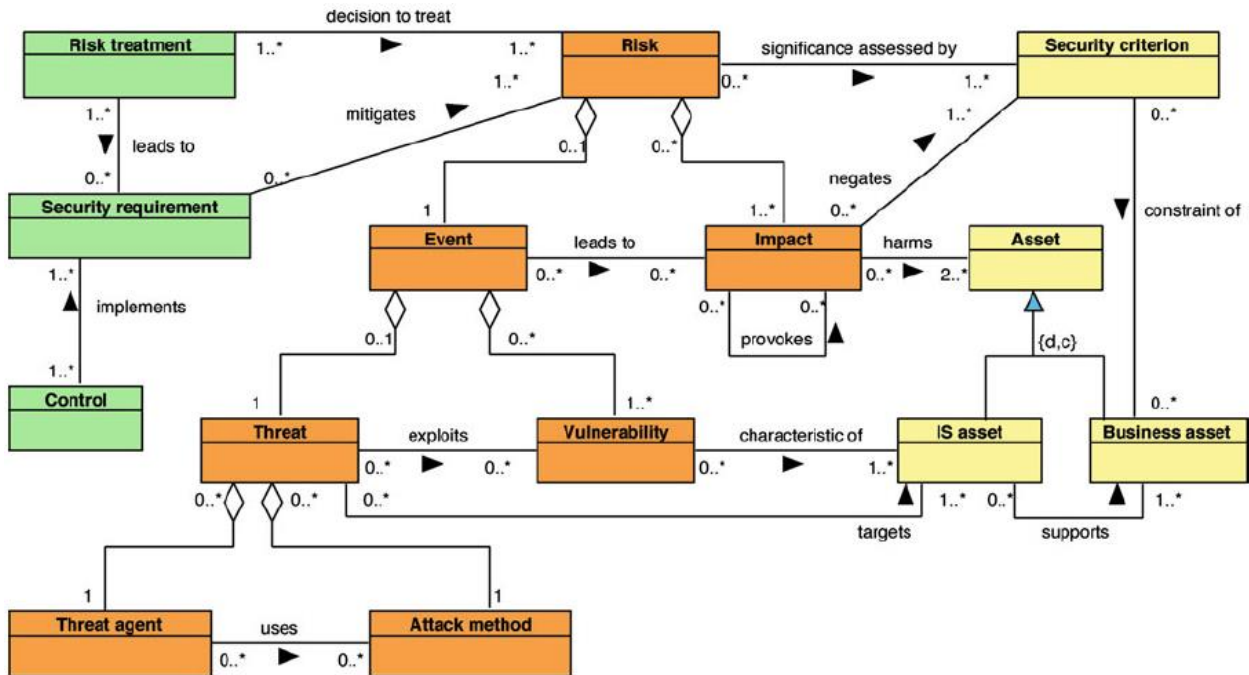 decision to treat
Risk treatment
1..*
1..*
Risk
significance assessed by
0..*
1..*
Security criterion
1..*
leads to
0..*
mitigates
1..*
0..*
0..1
0..*
negates
1..*
0..*
0..*
constraint of
Security requirement
1
1..*
Event
leads to
0..*
0..*
Impact
harms
0..*
2..*
Asset
1..*
implements
0..*
0..*
provokes
0..1
0..*
{d,c}
1..*
Control
1
1..*
0..*
Threat
exploits
0..*
0..*
Vulnerability
characteristic of
0..*
1..*
IS asset
Business asset
0..*
0..*
0..*
targets
1..*
0..*
supports
1..*
1
1
Threat agent
uses
0..*
0..*
Attack method